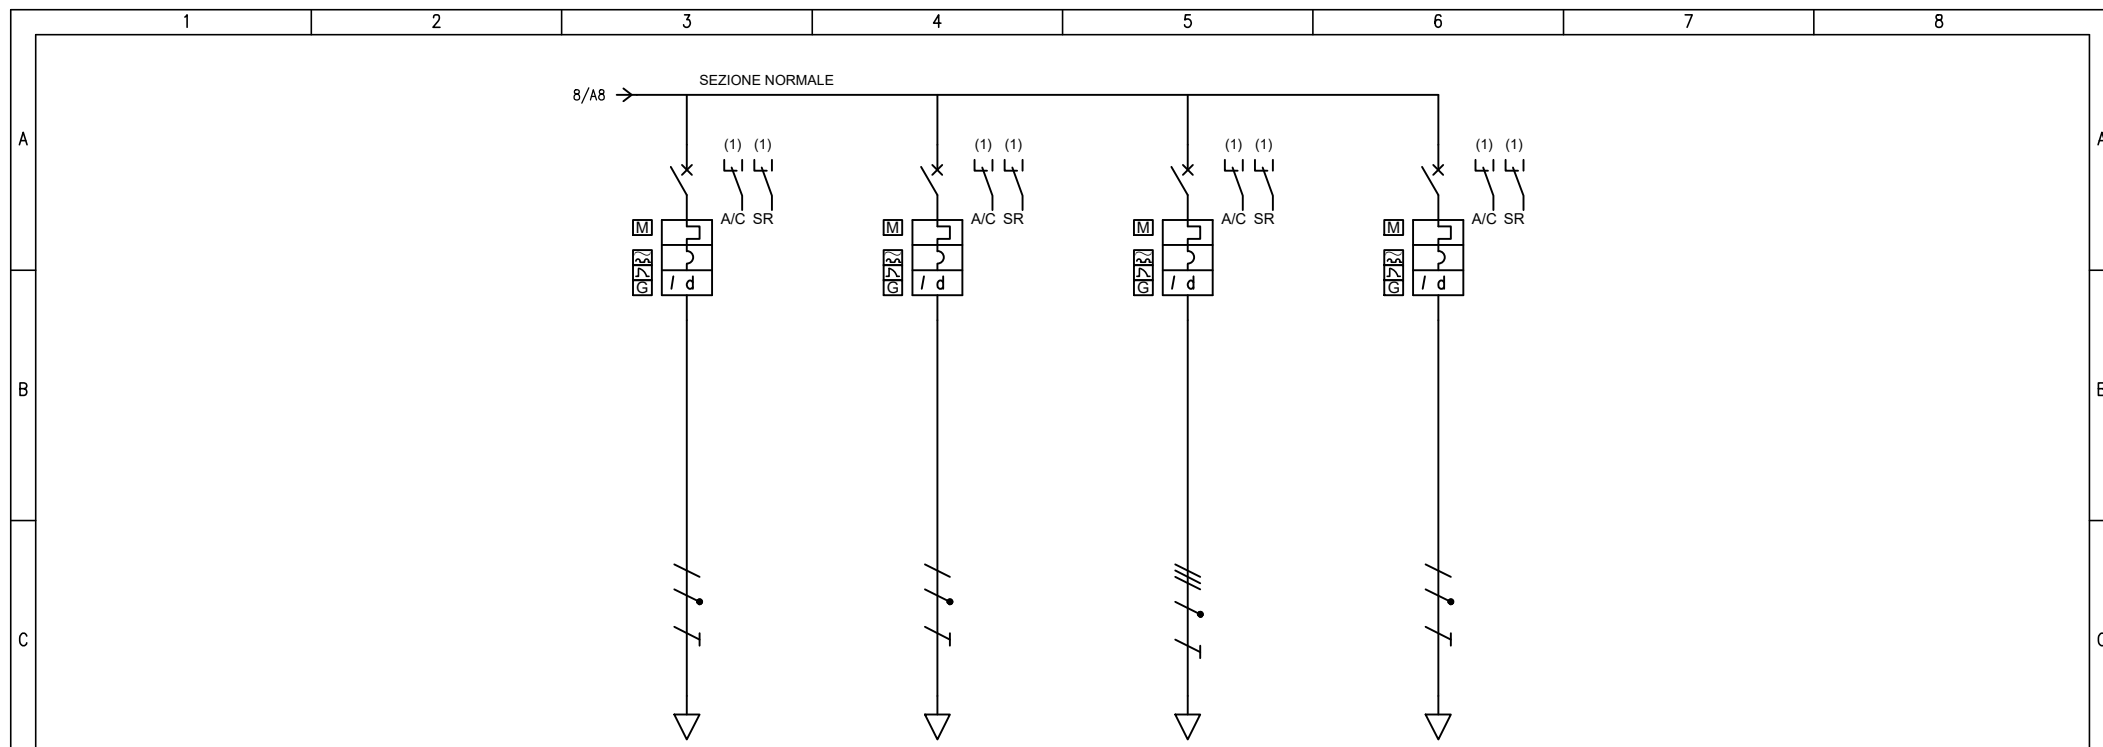 1 2 3 4 5 6 7 8
SEZIONE NORMALE
8/A8
A A
(1) (1) (1) (1) (1) (1) (1) (1)
A/C SR A/C SR A/C SR A/C SR
M M M M
I d I d I d I d
G G G G
B B
C C